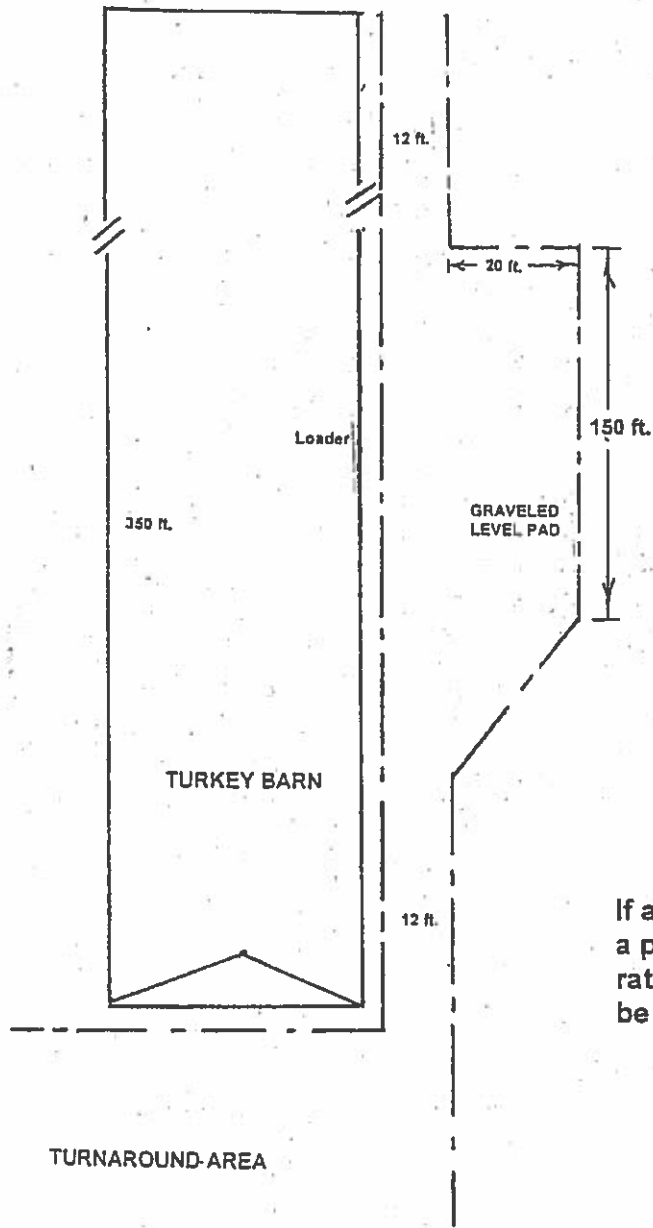 12 ft.
20 ft.
150 ft.
Loader
GRAVELED
LEVEL PAD
350 ft.
TURKEY BARN
12 ft.
If a
a p
rat
be
TURNAROUND AREA